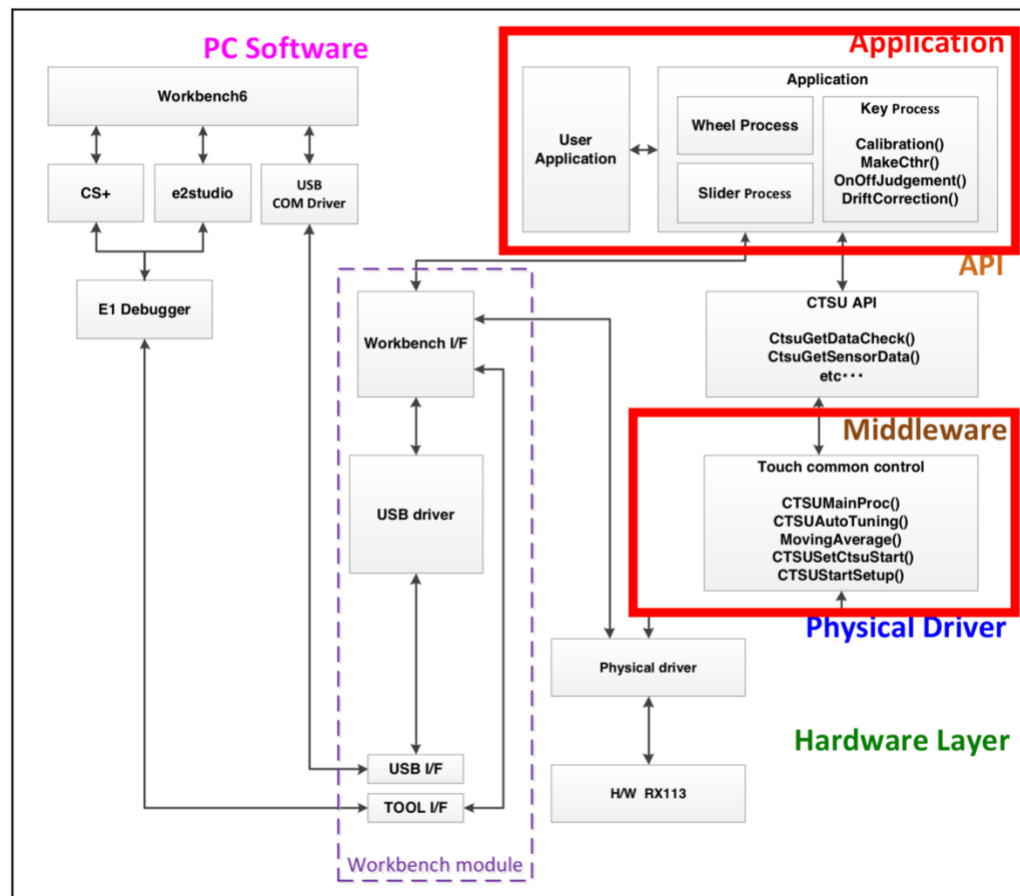 PC Software
Application
Workbench6
Application
User
Application
Wheel Process
Key Process
Calibration()
MakeCthr()
OnOffJudgement()
DriftCorrection()
Slider Process
CS+
e2studio
USB
COM Driver
API
E1 Debugger
Workbench I/F
CTSU API
CtsuGetDataCheck()
CtsuGetSensorData()
etc・・・
Middleware
Touch common control
CTSUMainProc()
CTSUAutoTuning()
MovingAverage()
CTSUSetCtsuStart()
CTSUStartSetup()
USB driver
Physical Driver
Physical driver
Hardware Layer
USB I/F
TOOL I/F
H/W RX113
Workbench module